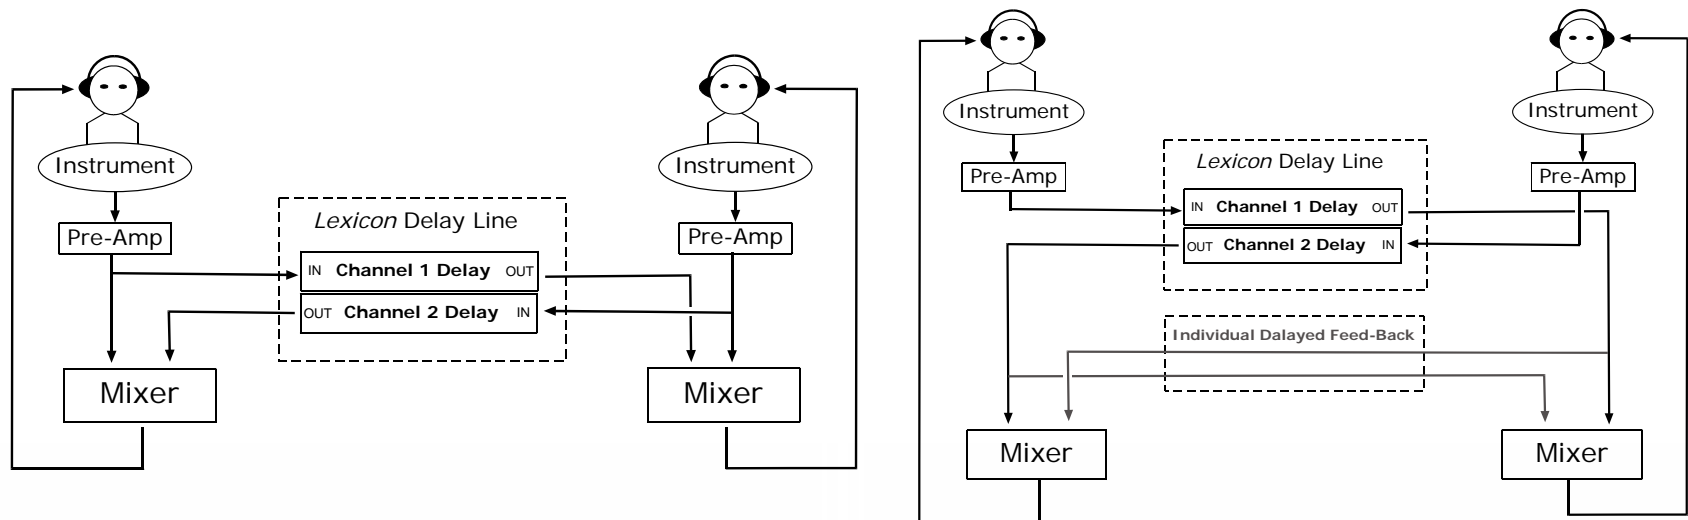 Instrument
Instrument
Pre-Amp
Pre-Amp
Lexicon Delay Line
IN Channel 1 Delay OUT
OUT Channel 2 Delay IN
Mixer
Mixer
Instrument
Instrument
Pre-Amp
Pre-Amp
Lexicon Delay Line
IN Channel 1 Delay OUT
OUT Channel 2 Delay IN
Individual Dalayed Feed-Back
Mixer
Mixer